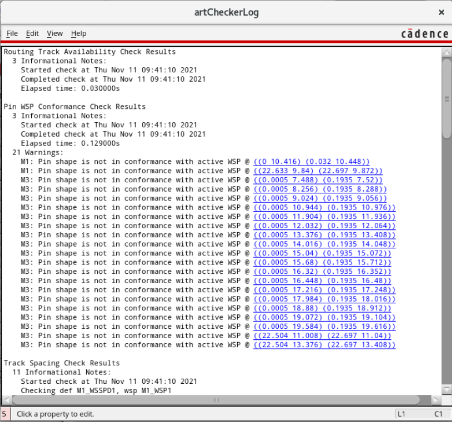 artCheckerLog
×
File Edit View Help
cādence
Routing Track Availability Check Results
3 Informational Notes:
Started check at Thu Nov 11 09:41:10 2021
Completed check at Thu Nov 11 09:41:10 2021
Elapsed time: 0.030000s
Pin WSP Conformance Check Results
3 Informational Notes:
Started check at Thu Nov 11 09:41:10 2021
Completed check at Thu Nov 11 09:41:10 2021
Elapsed time: 0.129000s
21 Warnings:
M1: Pin shape is not in conformance with active WSP @ ((0 10.416) (0.032 10.448))
M1: Pin shape is not in conformance with active WSP @ ((22.633 9.84) (22.697 9.872))
M3: Pin shape is not in conformance with active WSP @ ((0.0005 7.488) (0.1935 7.52))
M3: Pin shape is not in conformance with active WSP @ ((0.0005 8.256) (0.1935 8.288))
M3: Pin shape is not in conformance with active WSP @ ((0.0005 9.024) (0.1935 9.056))
M3: Pin shape is not in conformance with active WSP @ ((0.0005 10.944) (0.1935 10.976))
M3: Pin shape is not in conformance with active WSP @ ((0.0005 11.904) (0.1935 11.936))
M3: Pin shape is not in conformance with active WSP @ ((0.0005 12.032) (0.1935 12.064))
M3: Pin shape is not in conformance with active WSP @ ((0.0005 13.376) (0.1935 13.408))
M3: Pin shape is not in conformance with active WSP @ ((0.0005 14.016) (0.1935 14.048))
M3: Pin shape is not in conformance with active WSP @ ((0.0005 15.04) (0.1935 15.072))
M3: Pin shape is not in conformance with active WSP @ ((0.0005 15.68) (0.1935 15.712))
M3: Pin shape is not in conformance with active WSP @ ((0.0005 16.32) (0.1935 16.352))
M3: Pin shape is not in conformance with active WSP @ ((0.0005 16.448) (0.1935 16.48))
M3: Pin shape is not in conformance with active WSP @ ((0.0005 17.216) (0.1935 17.248))
M3: Pin shape is not in conformance with active WSP @ ((0.0005 17.984) (0.1935 18.016))
M3: Pin shape is not in conformance with active WSP @ ((0.0005 18.88) (0.1935 18.912))
M3: Pin shape is not in conformance with active WSP @ ((0.0005 19.072) (0.1935 19.104))
M3: Pin shape is not in conformance with active WSP @ ((0.0005 19.584) (0.1935 19.616))
M3: Pin shape is not in conformance with active WSP @ ((22.504 11.008) (22.697 11.04))
M3: Pin shape is not in conformance with active WSP @ ((22.504 13.376) (22.697 13.408))
Track Spacing Check Results
11 Informational Notes:
Started check at Thu Nov 11 09:41:10 2021
Checking def M1_WSSPD1, wsp M1_WSP1
5 Click a property to edit. L1 C1